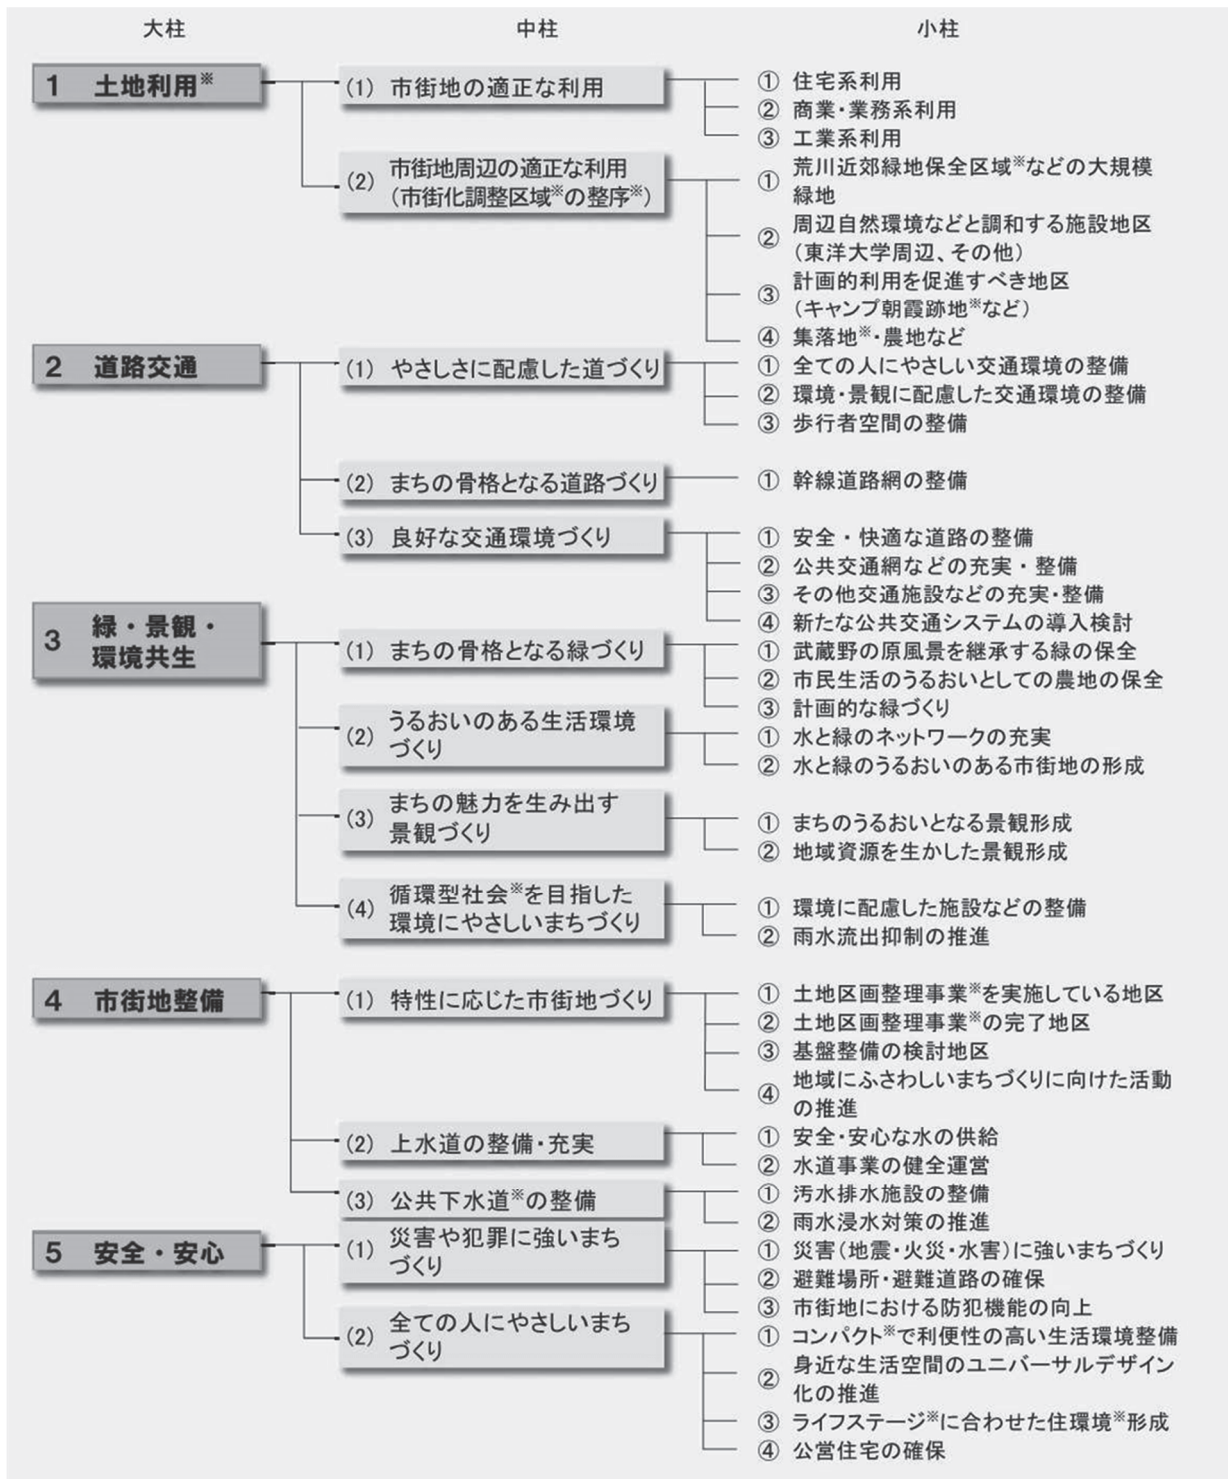 大柱 中柱 小柱
1 土地利用※
(1) 市街地の適正な利用
① 住宅系利用
② 商業・業務系利用
③ 工業系利用
(2) 市街地周辺の適正な利用
(市街化調整区域※の整序※)
① 荒川近郊緑地保全区域※などの大規模
緑地
② 周辺自然環境などと調和する施設地区
(東洋大学周辺、その他)
③ 計画的利用を促進すべき地区
(キャンプ朝霞跡地※など)
④ 集落地※・農地など
2 道路交通
(1) やさしさに配慮した道づくり
① 全ての人にやさしい交通環境の整備
② 環境・景観に配慮した交通環境の整備
③ 歩行者空間の整備
(2) まちの骨格となる道路づくり
① 幹線道路網の整備
(3) 良好な交通環境づくり
① 安全・快適な道路の整備
② 公共交通網などの充実・整備
③ その他交通施設などの充実・整備
④ 新たな公共交通システムの導入検討
3 緑・景観・
環境共生
(1) まちの骨格となる緑づくり
① 武蔵野の原風景を継承する緑の保全
② 市民生活のうるおいとしての農地の保全
③ 計画的な緑づくり
(2) うるおいのある生活環境
づくり
① 水と緑のネットワークの充実
② 水と緑のうるおいのある市街地の形成
(3) まちの魅力を生み出す
景観づくり
① まちのうるおいとなる景観形成
② 地域資源を生かした景観形成
(4) 循環型社会※を目指した
環境にやさしいまちづくり
① 環境に配慮した施設などの整備
② 雨水流出抑制の推進
4 市街地整備
(1) 特性に応じた市街地づくり
① 土地区画整理事業※を実施している地区
② 土地区画整理事業※の完了地区
③ 基盤整備の検討地区
④ 地域にふさわしいまちづくりに向けた活動
の推進
(2) 上水道の整備・充実
① 安全・安心な水の供給
② 水道事業の健全運営
(3) 公共下水道※の整備
① 汚水排水施設の整備
② 雨水浸水対策の推進
5 安全・安心
(1) 災害や犯罪に強いまち
づくり
① 災害(地震・火災・水害)に強いまちづくり
② 避難場所・避難道路の確保
③ 市街地における防犯機能の向上
(2) 全ての人にやさしいまち
づくり
① コンパクト※で利便性の高い生活環境整備
② 身近な生活空間のユニバーサルデザイン
化の推進
③ ライフステージ※に合わせた住環境※形成
④ 公営住宅の確保